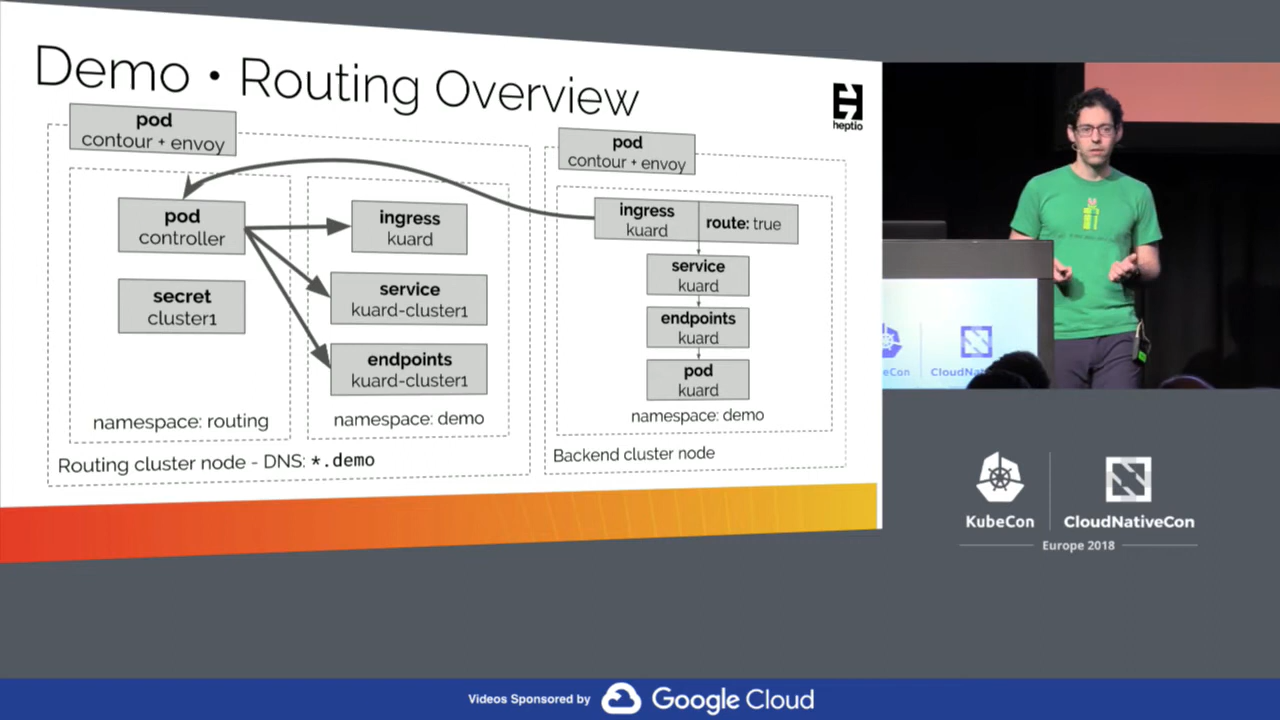 Demo • Routing Overview
heptio
pod
contour + envoy
pod
controller
secret
cluster1
ingress
kuard
service
kuard-cluster1
endpoints
kuard-cluster1
namespace: routing
namespace: demo
Routing cluster node - DNS: *.demo
pod
contour + envoy
ingress
kuard
route: true
service
kuard
endpoints
kuard
pod
kuard
namespace: demo
Backend cluster node
eCon
CloudNat
KubeCon
CloudNativeCon
Europe 2018
Videos Sponsored by
Google Cloud